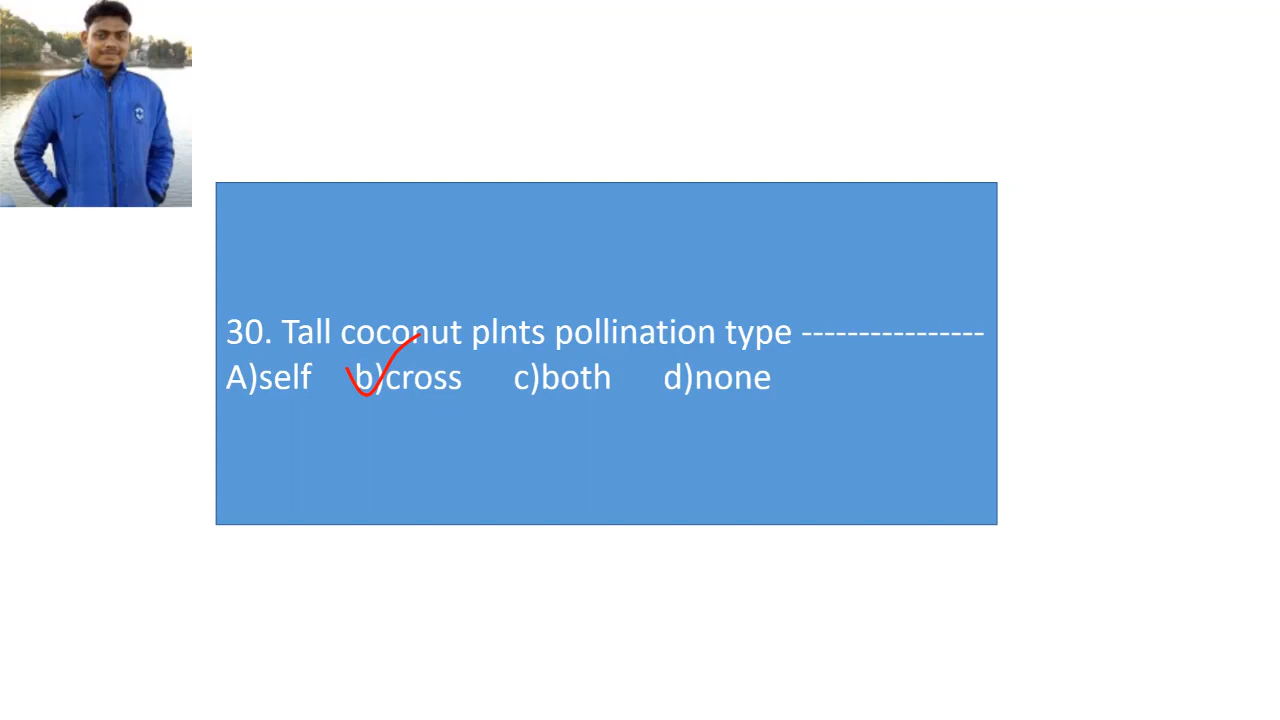 30. Tall coconut plnts pollination type ----------------
A)self b)cross c)both d)none